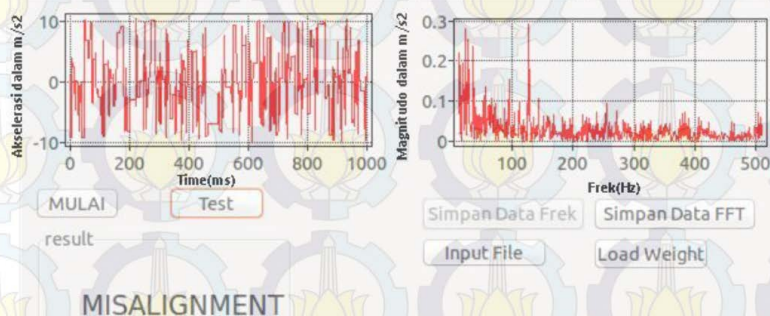 Akselerasi dalam m/s2
10
0
-10
0 200 400 600 800 1000
Time(ms)
Magnitudo dalam m/s2
0.3
0.2
0.1
0
100 200 300 400 500
Frek(Hz)
MULAI
Test
Simpan Data Frek
Simpan Data FFT
Input File
Load Weight
result
MISALIGNMENT